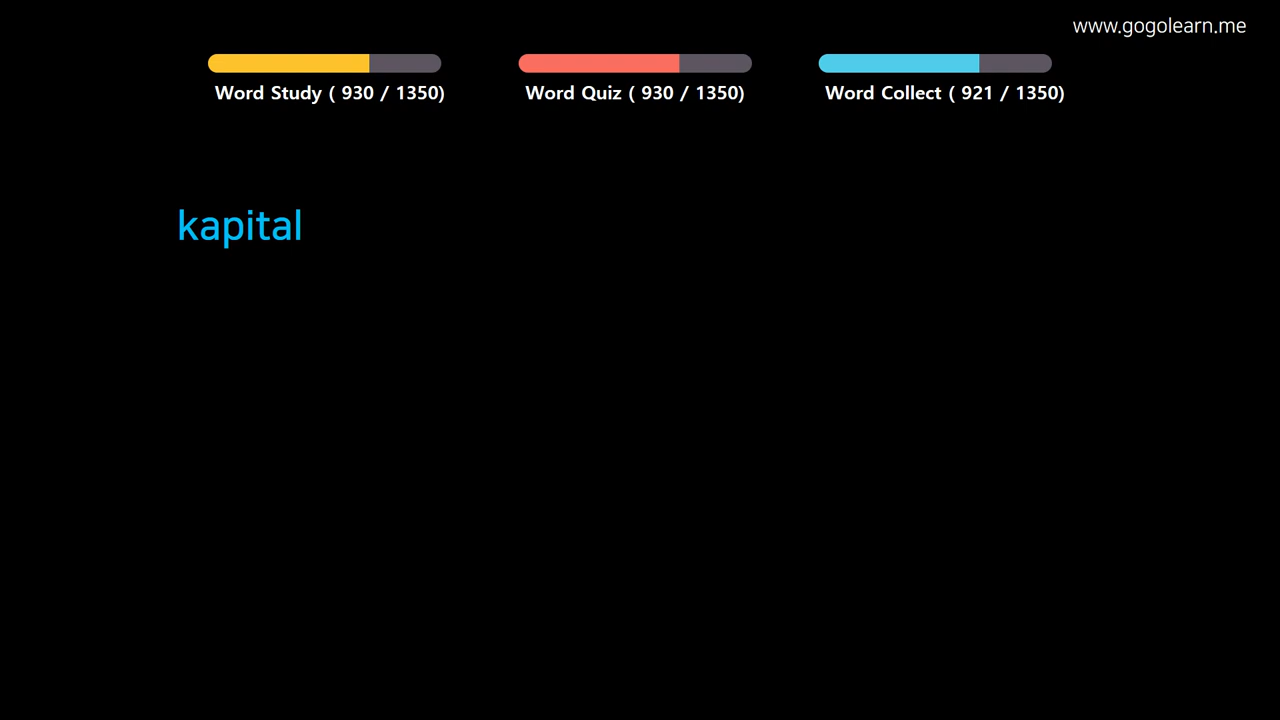 www.gogolearn.me
Word Study ( 930 / 1350)
Word Quiz ( 930 / 1350)
Word Collect ( 921 / 1350)
kapital